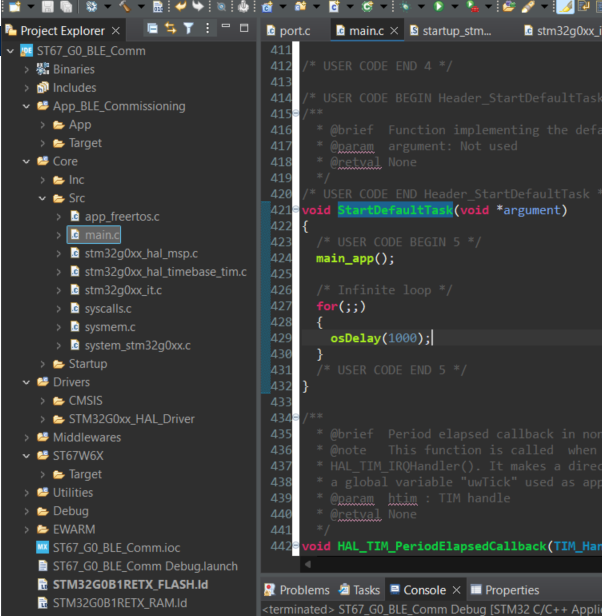 Project Explorer
ST67_G0_BLE_Comm
Binaries
Includes
App_BLE_Commissioning
App
Target
Core
Inc
Src
app_freertos.c
main.c
stm32g0xx_hal_msp.c
stm32g0xx_hal_timebase_tim.c
stm32g0xx_it.c
syscalls.c
sysmem.c
system_stm32g0xx.c
Startup
Drivers
CMSIS
STM32G0xx_HAL_Driver
Middlewares
ST67W6X
Target
Utilities
Debug
EWARM
ST67_G0_BLE_Comm.ioc
ST67_G0_BLE_Comm Debug.launch
STM32G0B1RETX_FLASH.ld
STM32G0B1RETX_RAM.ld
port.c
main.c
startup_stm...
stm32g0xx_i
411
412 /* USER CODE END 4 */
413
414 /* USER CODE BEGIN Header_StartDefaultTask
415 /**
416 * @brief Function implementing the defa
417 * @param argument: Not used
418 * @retval None
419 */
420 /* USER CODE END Header_StartDefaultTask *
421 void StartDefaultTask(void *argument)
422 {
423 /* USER CODE BEGIN 5 */
424 main_app();
425
426 /* Infinite loop */
427 for(;;)
428 {
429 osDelay(1000);
430 }
431 /* USER CODE END 5 */
432 }
433
434 /**
435 * @brief Period elapsed callback in non
436 * @note This function is called when
437 * HAL_TIM_IRQHandler(). It makes a direc
438 * a global variable "uwTick" used as app
439 * @param htim : TIM handle
440 * @retval None
441 */
442 void HAL_TIM_PeriodElapsedCallback(TIM_Han
Problems
Tasks
Console
Properties
<terminated> ST67_G0_BLE_Comm Debug [STM32 C/C++ Appl